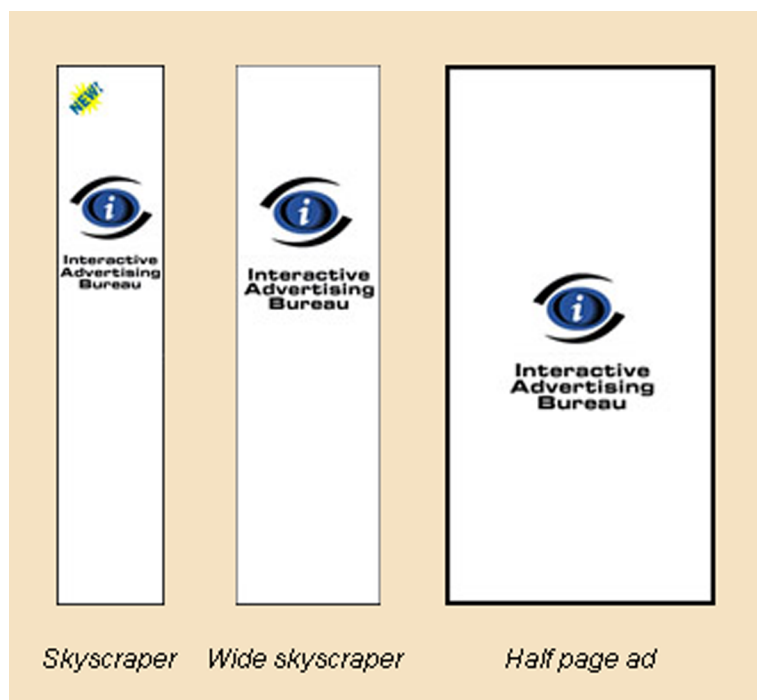 NEW!
i
Interactive
Advertising
Bureau
i
Interactive
Advertising
Bureau
i
Interactive
Advertising
Bureau
Skyscraper
Wide skyscraper
Half page ad